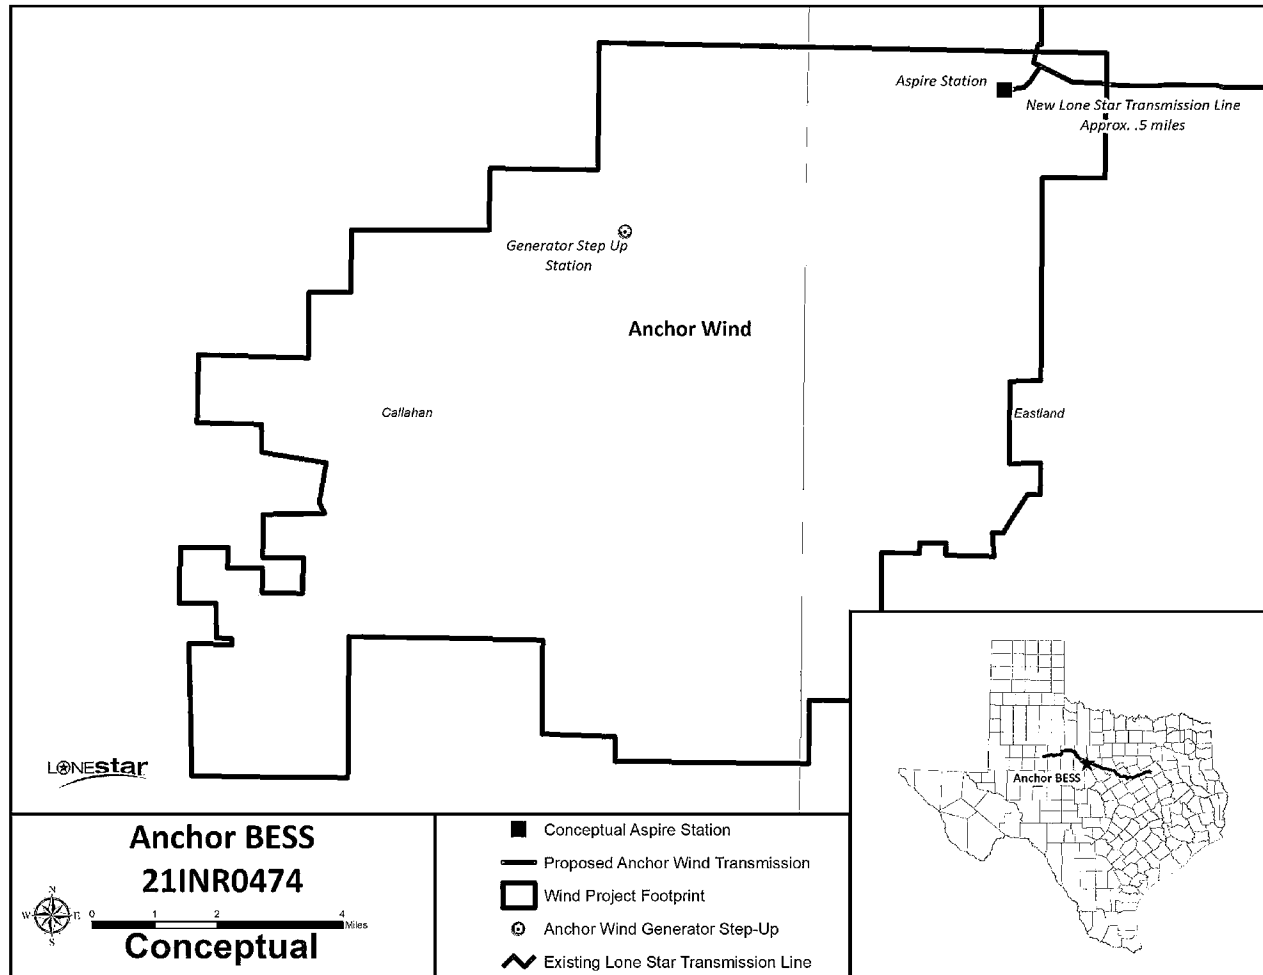 Aspire Station
New Lone Star Transmission Line
Approx. .5 miles
Generator Step Up
Station
Anchor Wind
Callahan
Eastland
LONEstar
Anchor BESS
Anchor BESS
21INR0474
N
W
E
S
0 1 2 4
Miles
Conceptual
Conceptual Aspire Station
Proposed Anchor Wind Transmission
Wind Project Footprint
Anchor Wind Generator Step-Up
Existing Lone Star Transmission Line